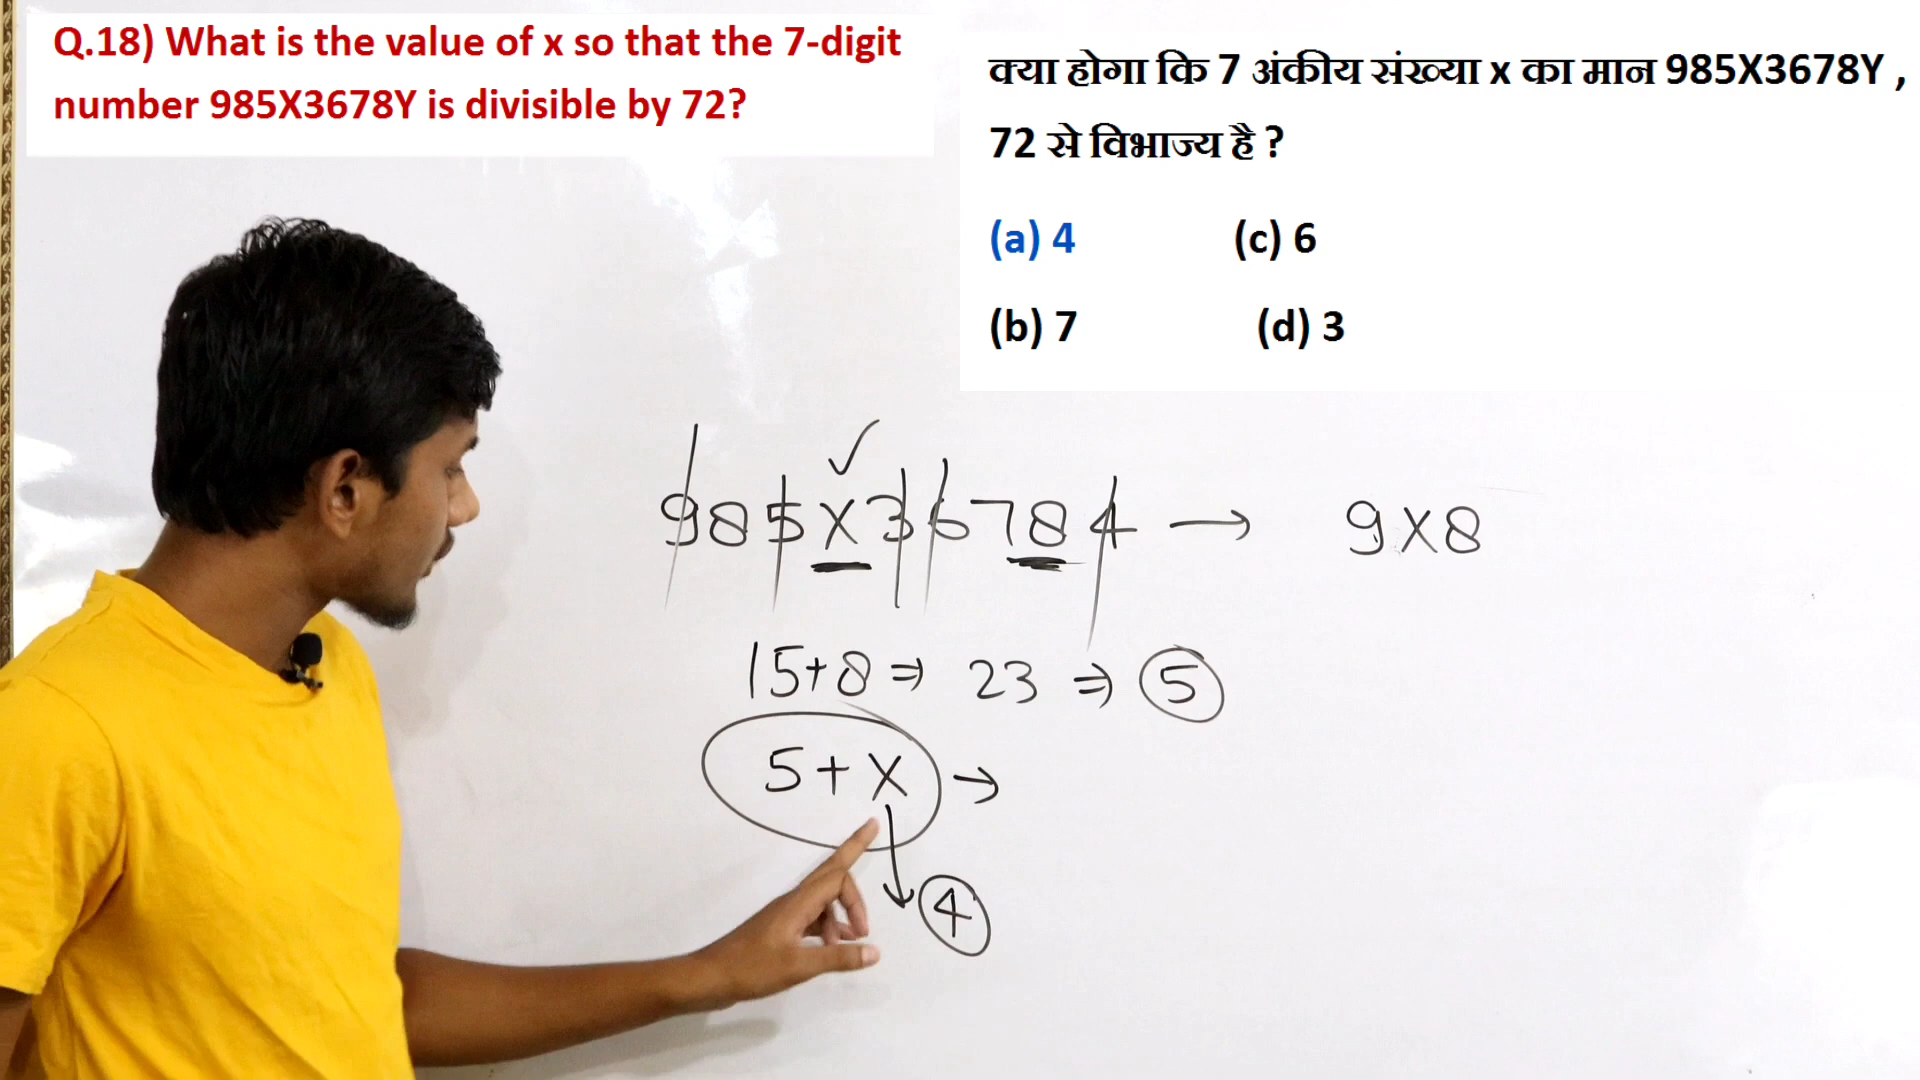 Q.18) What is the value of x so that the 7-digit
number 985X3678Y is divisible by 72?
क्या होगा कि 7 अंकीय संख्या x का मान 985X3678Y ,
72 से विभाज्य है ?
(a) 4 (c) 6
(b) 7 (d) 3
985X36784 → 9X8
15+8 ⇒ 23 ⇒ 5
5+X →
4